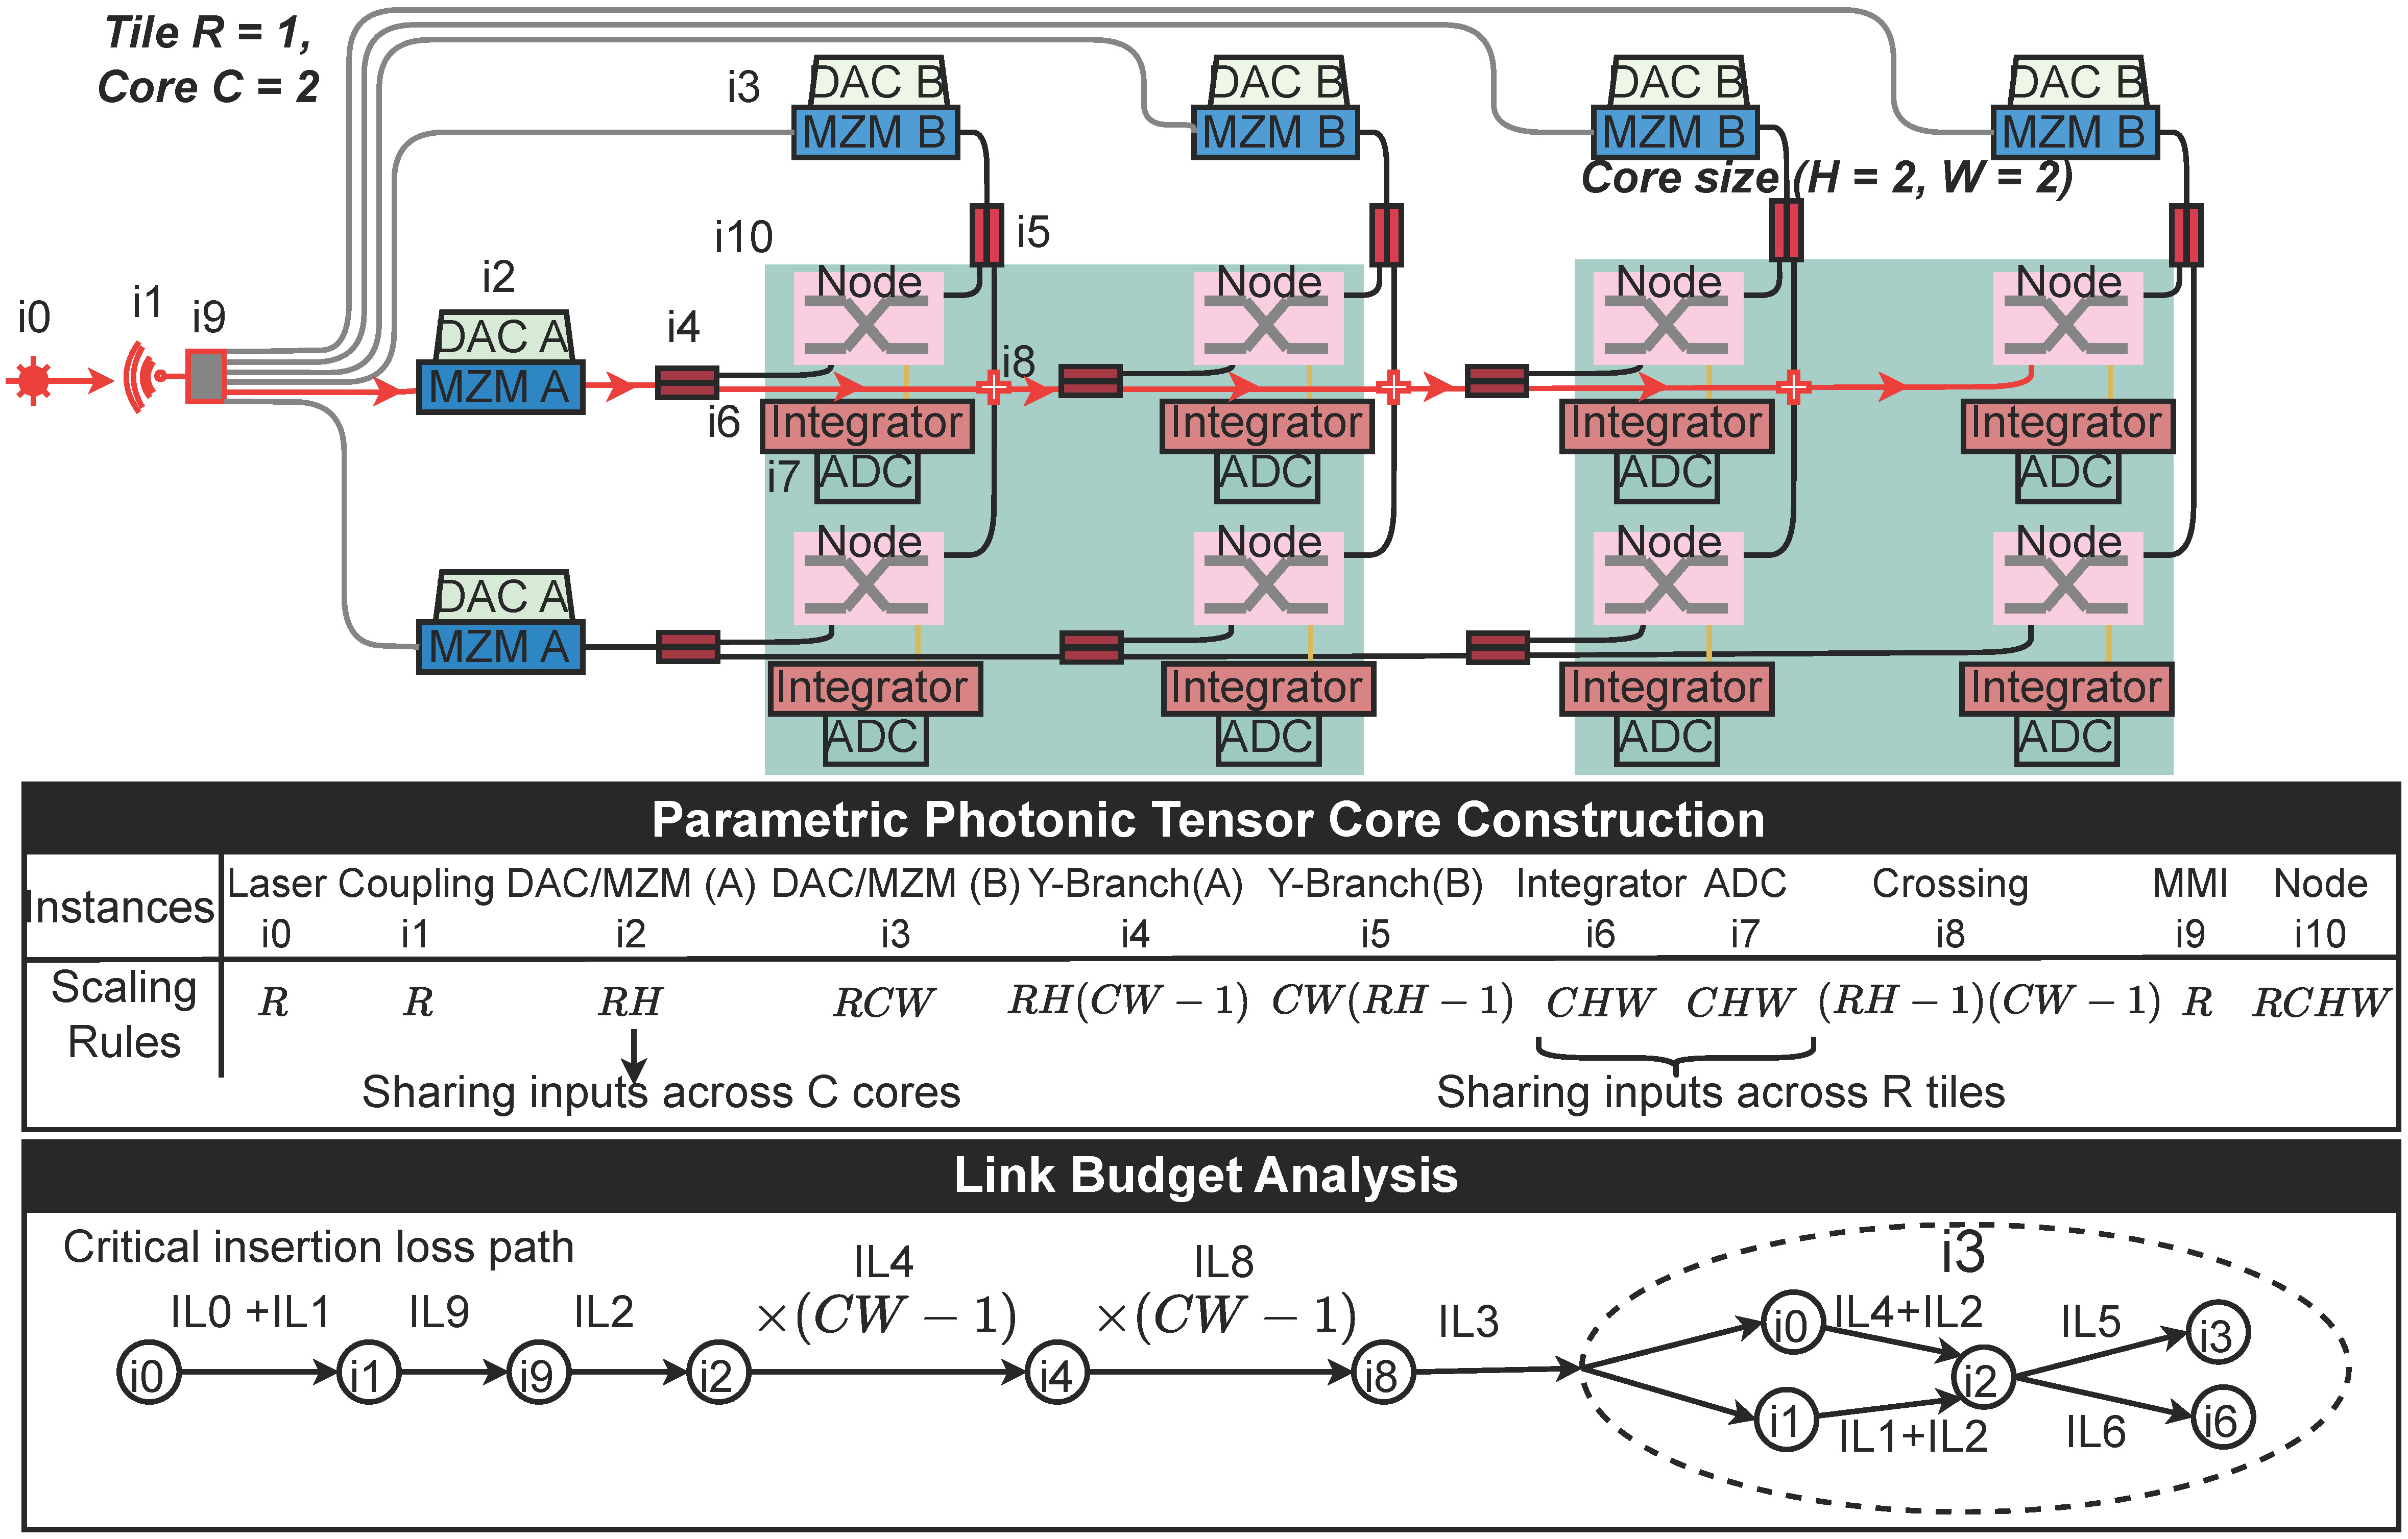 Tile R = 1,
Core C = 2
DAC B DAC B DAC B DAC B
i3
MZM B MZM B MZM B MZM B
Core size (H = 2, W = 2)
i10 i5
i2
Node Node Node Node
i0 i1 i9
DAC A i4
i8
MZM A
i6
Integrator Integrator Integrator Integrator
i7 ADC ADC ADC ADC
Node Node Node Node
DAC A
MZM A
Integrator Integrator Integrator Integrator
ADC ADC ADC ADC
Parametric Photonic Tensor Core Construction
Instances
Laser Coupling DAC/MZM (A) DAC/MZM (B) Y-Branch(A) Y-Branch(B) Integrator ADC Crossing MMI Node
i0 i1 i2 i3 i4 i5 i6 i7 i8 i9 i10
Scaling
Rules
R R RH RCW RH(CW − 1) CW(RH − 1) CHW CHW (RH − 1)(CW − 1) R RCHW
Sharing inputs across C cores
Sharing inputs across R tiles
Link Budget Analysis
Critical insertion loss path
IL0 +IL1 IL9 IL2 IL4 IL8 IL3
×(CW − 1) ×(CW − 1)
i3
i0 i1 i9 i2 i4 i8
i0 IL4+IL2 IL5 i3
i2
i1 IL1+IL2 IL6 i6